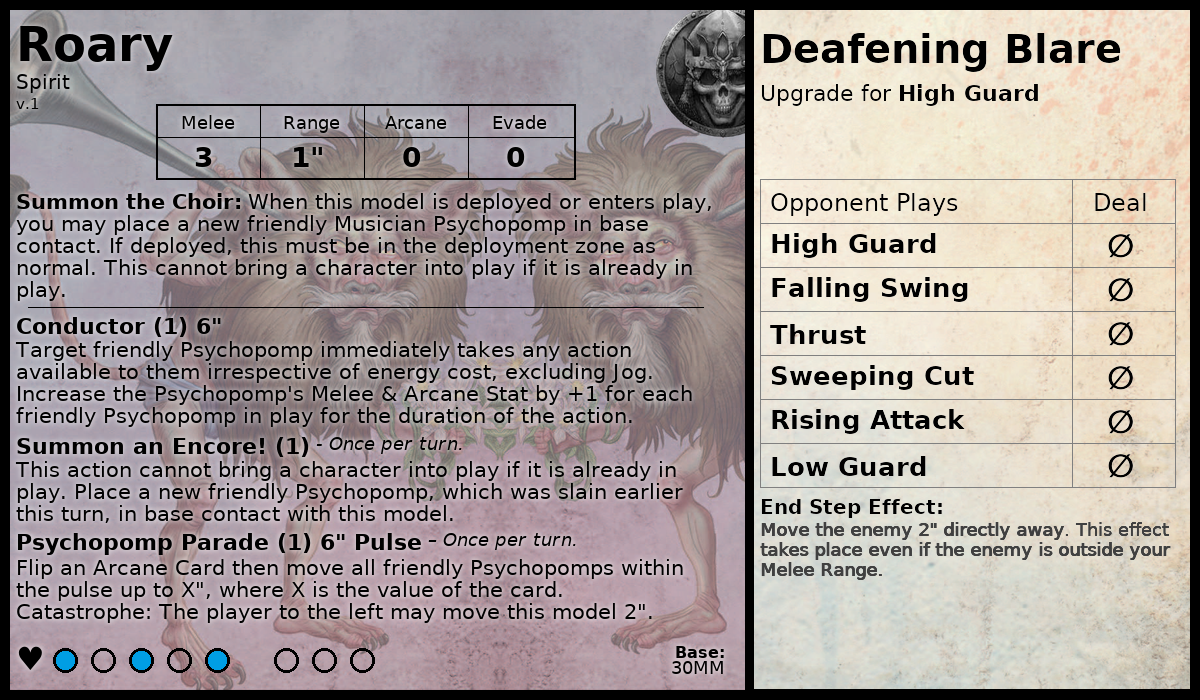 Roary
Spirit
v.1
Melee Range Arcane Evade
3 1" 0 0
Summon the Choir: When this model is deployed or enters play,
you may place a new friendly Musician Psychopomp in base
contact. If deployed, this must be in the deployment zone as
normal. This cannot bring a character into play if it is already in
play.
Conductor (1) 6"
Target friendly Psychopomp immediately takes any action
available to them irrespective of energy cost, excluding Jog.
Increase the Psychopomp's Melee & Arcane Stat by +1 for each
friendly Psychopomp in play for the duration of the action.
Summon an Encore! (1) - Once per turn.
This action cannot bring a character into play if it is already in
play. Place a new friendly Psychopomp, which was slain earlier
this turn, in base contact with this model.
Psychopomp Parade (1) 6" Pulse – Once per turn.
Flip an Arcane Card then move all friendly Psychopomps within
the pulse up to X", where X is the value of the card.
Catastrophe: The player to the left may move this model 2".
Base:
30MM
Deafening Blare
Upgrade for High Guard
Opponent Plays Deal
High Guard ∅
Falling Swing ∅
Thrust ∅
Sweeping Cut ∅
Rising Attack ∅
Low Guard ∅
End Step Effect:
Move the enemy 2" directly away. This effect
takes place even if the enemy is outside your
Melee Range.